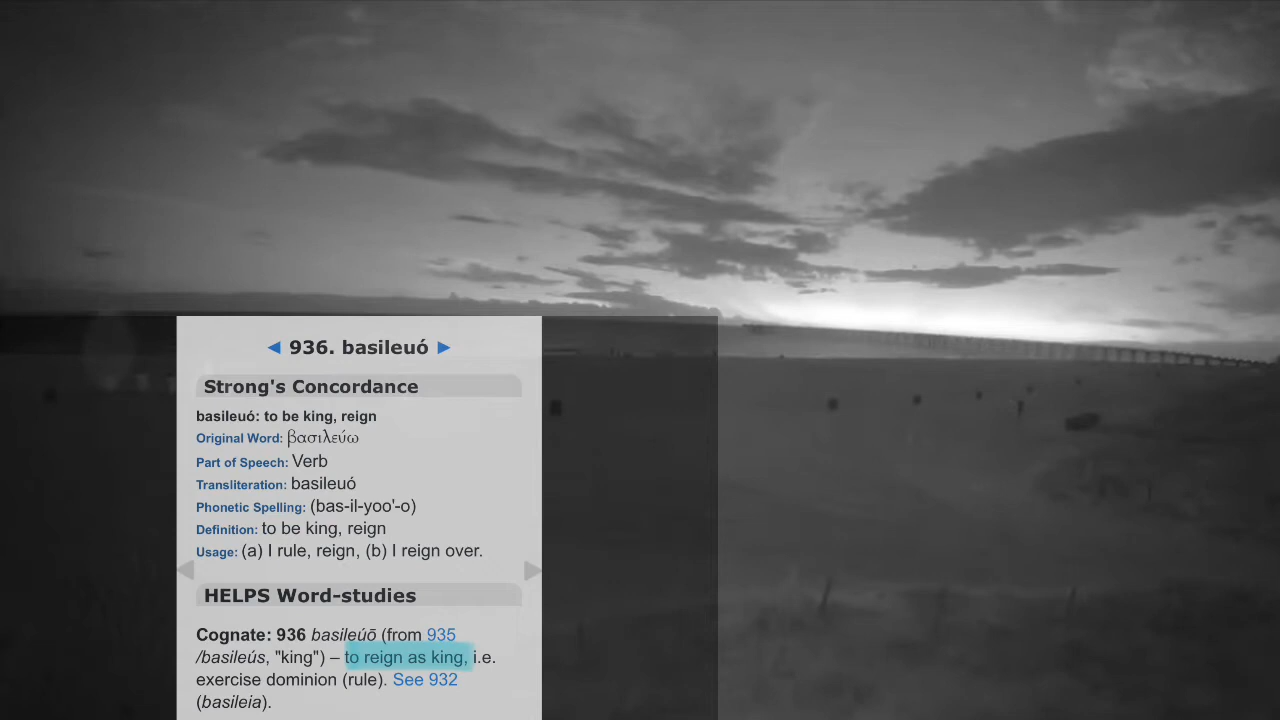 ◄ 936. basileuó ►
Strong's Concordance
basileuó: to be king, reign
Original Word: βασιλεύω
Part of Speech: Verb
Transliteration: basileuó
Phonetic Spelling: (bas-il-yoo'-o)
Definition: to be king, reign
Usage: (a) I rule, reign, (b) I reign over.
HELPS Word-studies
Cognate: 936 basileúō (from 935
/basileús, "king") – to reign as king, i.e.
exercise dominion (rule). See 932
(basileia).